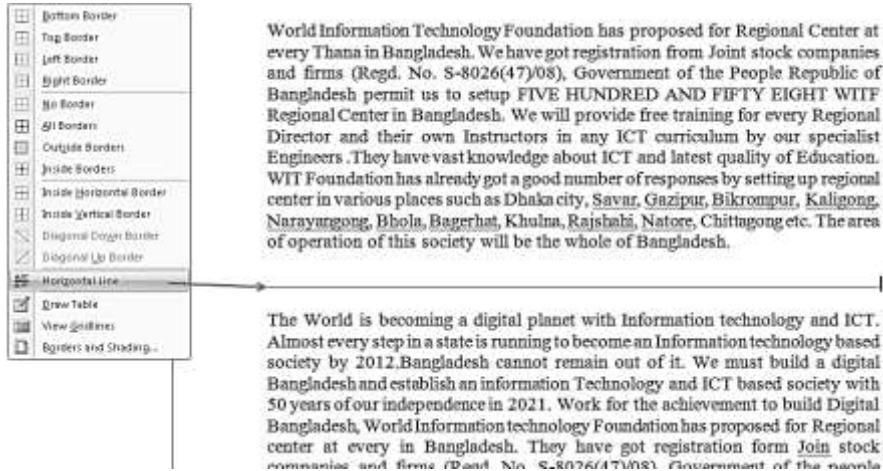 Bottom Border
Top Border
Left Border
Right Border
No Border
All Borders
Outside Borders
Inside Borders
Inside Horizontal Border
Inside Vertical Border
Diagonal Down Border
Diagonal Up Border
Horizontal Line
Draw Table
View Gridlines
Borders and Shading...
World Information Technology Foundation has proposed for Regional Center at
every Thana in Bangladesh. We have got registration from Joint stock companies
and firms (Regd. No. S-8026(47)/08), Government of the People Republic of
Bangladesh permit us to setup FIVE HUNDRED AND FIFTY EIGHT WITF
Regional Center in Bangladesh. We will provide free training for every Regional
Director and their own Instructors in any ICT curriculum by our specialist
Engineers .They have vast knowledge about ICT and latest quality of Education.
WIT Foundation has already got a good number of responses by setting up regional
center in various places such as Dhaka city, Savar, Gazipur, Bikrompur, Kaligong,
Narayangong, Bhola, Bagerhat, Khulna, Rajshahi, Natore, Chittagong etc. The area
of operation of this society will be the whole of Bangladesh.
The World is becoming a digital planet with Information technology and ICT.
Almost every step in a state is running to become an Information technology based
society by 2012.Bangladesh cannot remain out of it. We must build a digital
Bangladesh and establish an information Technology and ICT based society with
50 years of our independence in 2021. Work for the achievement to build Digital
Bangladesh, World Information technology Foundation has proposed for Regional
center at every in Bangladesh. They have got registration form Join stock
companies and firms (Regd. No. S-8026(47)/08), Government of the people